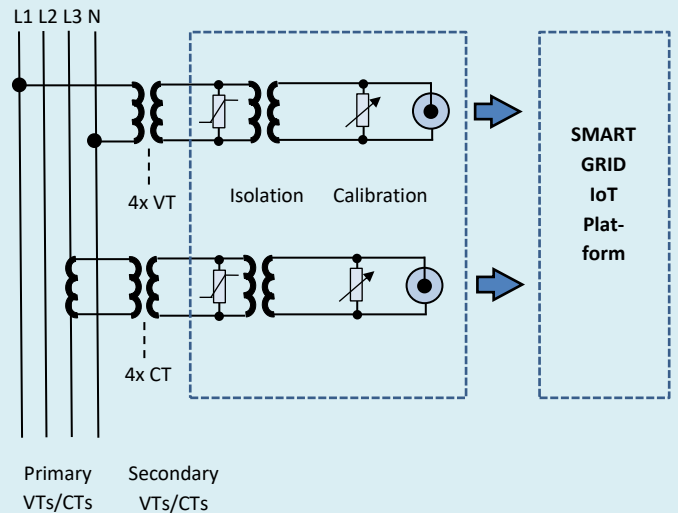 L1 L2 L3 N
SMART
GRID
IoT
Plat-
form
Isolation
Calibration
4x VT
4x CT
Primary
VTs/CTs
Secondary
VTs/CTs